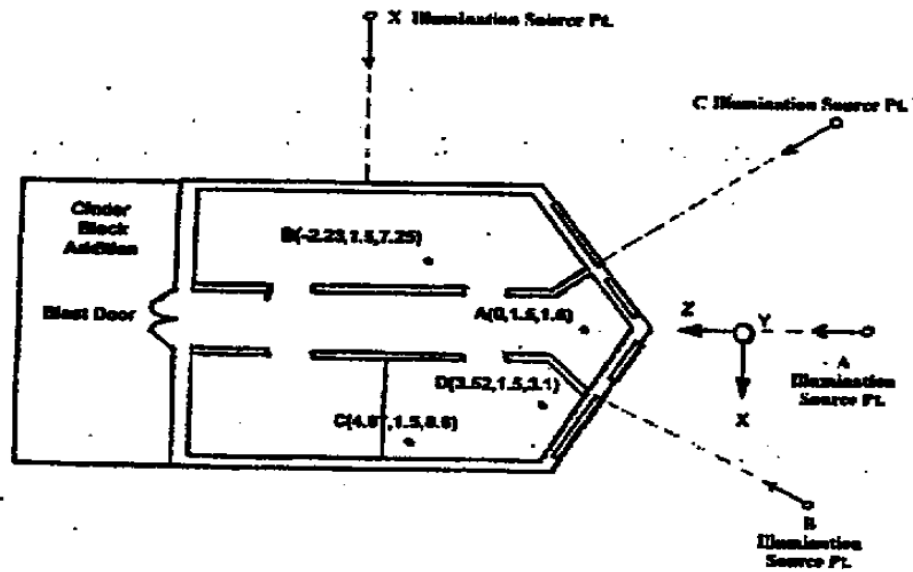 X Illumination Source Pt.
C Illumination Source Pt.
Cinder
Block
Addition
B(-2.23,1.5,7.25)
Blast Door
A(0,1.5,1.6)
Z
Y
A
Illumination
Source Pt.
X
D(3.52,1.5,3.1)
B
Illumination
Source Pt.